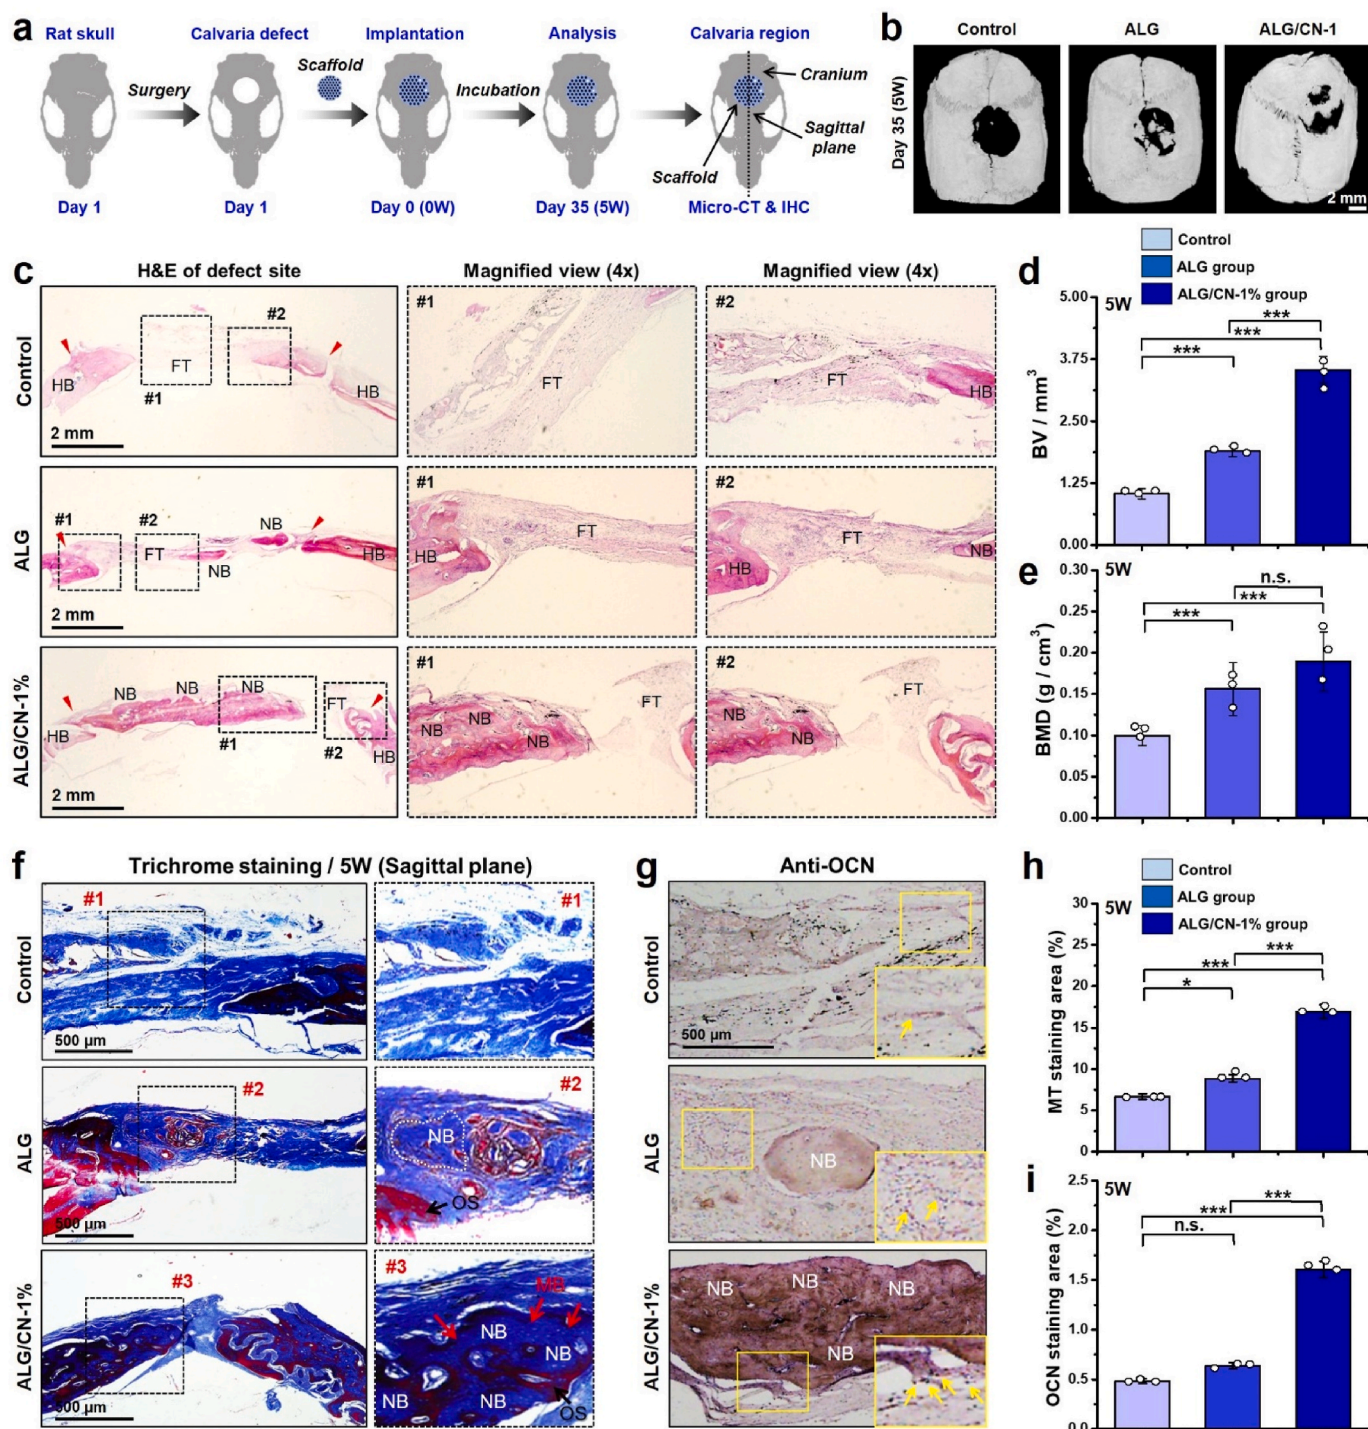 a
Rat skull
Calvaria defect
Implantation
Analysis
Calvaria region
Surgery
Scaffold
Incubation
Cranium
Sagittal
plane
Scaffold
Day 1
Day 1
Day 0 (0W)
Day 35 (5W)
Micro-CT & IHC
b
Control
ALG
ALG/CN-1
Day 35 (5W)
2 mm
c
H&E of defect site
Magnified view (4x)
Magnified view (4x)
Control
HB
FT
#1
#2
HB
2 mm
#1
FT
#2
FT
HB
ALG
#1
#2
FT
NB
NB
HB
2 mm
#1
HB
FT
#2
HB
FT
NB
ALG/CN-1%
HB
NB
NB
NB
#1
FT
#2
HB
2 mm
#1
NB
NB
NB
FT
#2
NB
NB
NB
FT
Control
ALG group
ALG/CN-1% group
d
5W
BV / mm³
5.00
3.75
2.50
1.25
0.00
***
***
***
e
5W
BMD (g / cm³)
0.30
0.25
0.20
0.15
0.10
0.05
0.00
n.s.
***
***
f
Trichrome staining / 5W (Sagittal plane)
Control
#1
500 µm
#1
ALG
#2
500 µm
#2
NB
OS
ALG/CN-1%
#3
500 µm
#3
MB
NB
NB
NB
NB
OS
g
Anti-OCN
Control
500 µm
ALG
NB
ALG/CN-1%
NB
NB
NB
NB
h
Control
ALG group
ALG/CN-1% group
5W
MT staining area (%)
30
25
20
15
10
5
0
***
***
*
i
5W
OCN staining area (%)
2.5
2.0
1.5
1.0
0.5
0.0
***
***
n.s.